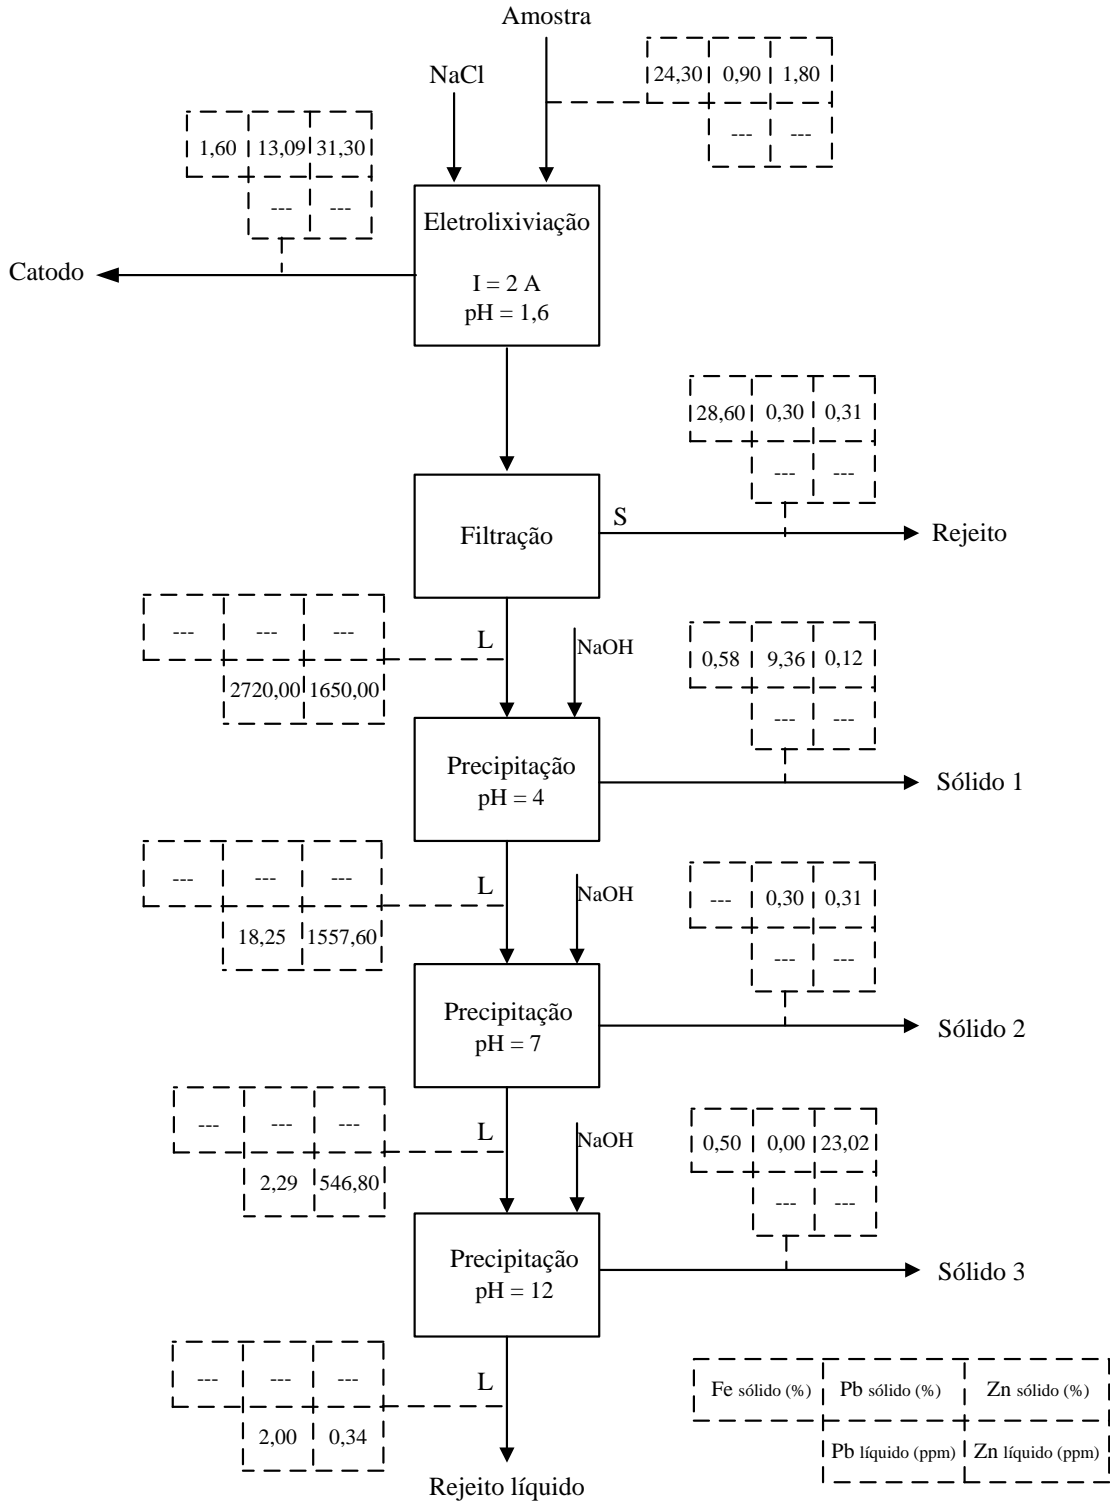 Amostra
NaCl
24,30 0,90 1,80
--- ---
1,60 13,09 31,30
--- ---
Eletrolixiviação
I = 2 A
pH = 1,6
Catodo
28,60 0,30 0,31
--- ---
Filtração
S
Rejeito
--- --- ---
2720,00 1650,00
L
NaOH
0,58 9,36 0,12
--- ---
Precipitação
pH = 4
Sólido 1
--- --- ---
18,25 1557,60
L
NaOH
--- 0,30 0,31
--- ---
Precipitação
pH = 7
Sólido 2
--- --- ---
2,29 546,80
L
NaOH
0,50 0,00 23,02
--- ---
Precipitação
pH = 12
Sólido 3
--- --- ---
2,00 0,34
L
Rejeito líquido
Fe sólido (%) Pb sólido (%) Zn sólido (%)
Pb líquido (ppm) Zn líquido (ppm)